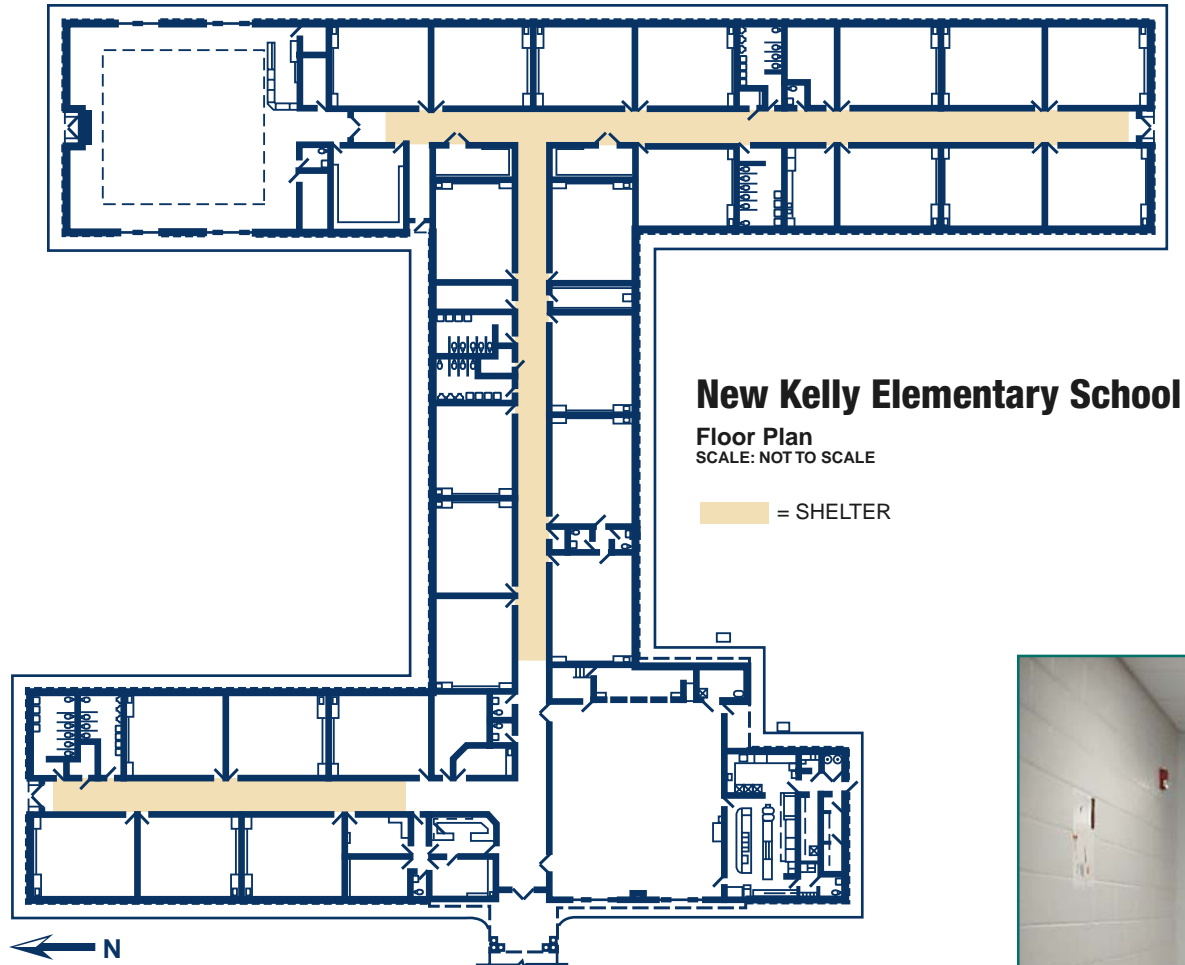 New Kelly Elementary School
Floor Plan
SCALE: NOT TO SCALE
= SHELTER
N